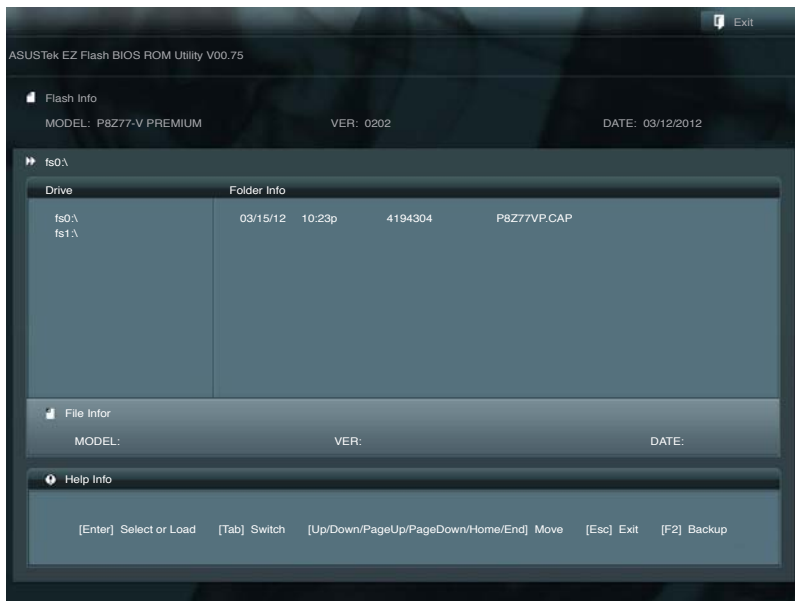 Exit
ASUSTek EZ Flash BIOS ROM Utility V00.75
Flash Info
MODEL: P8Z77-V PREMIUM VER: 0202 DATE: 03/12/2012
fs0:\
Drive Folder Info
fs0:\ 03/15/12 10:23p 4194304 P8Z77VP.CAP
fs1:\
File Infor
MODEL: VER: DATE:
Help Info
[Enter] Select or Load [Tab] Switch [Up/Down/PageUp/PageDown/Home/End] Move [Esc] Exit [F2] Backup